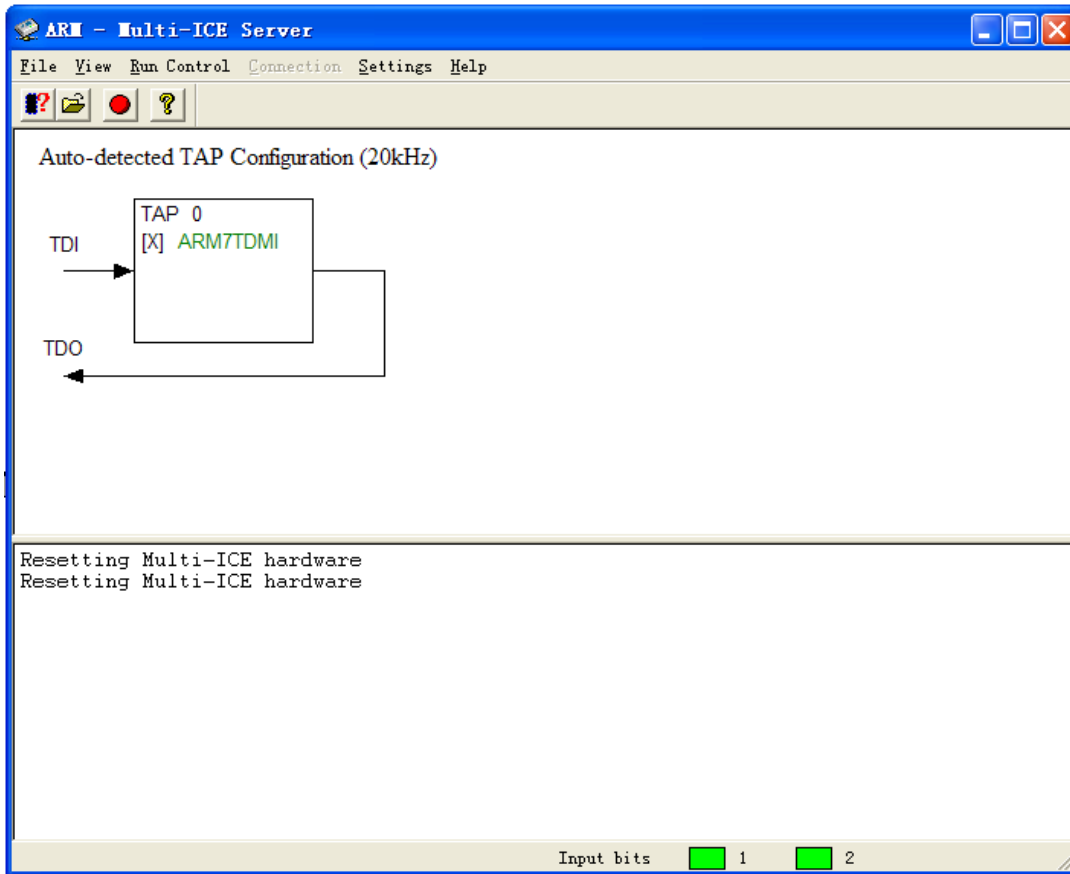 ARM - Multi-ICE Server
File View Run Control Connection Settings Help
Auto-detected TAP Configuration (20kHz)
TAP 0
[X] ARM7TDMI
TDI
TDO
Resetting Multi-ICE hardware
Resetting Multi-ICE hardware
Input bits 1 2